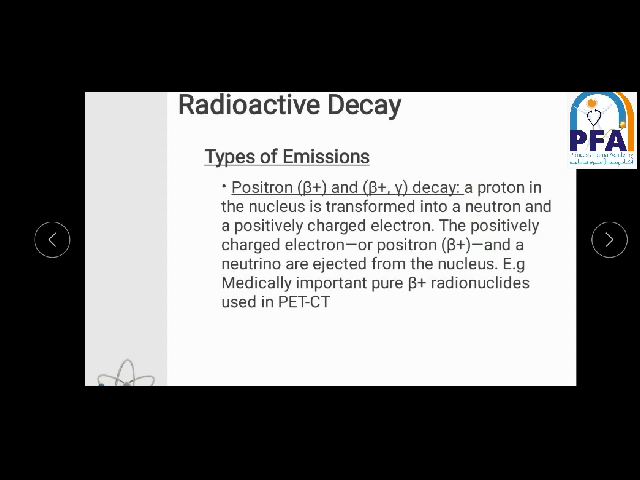 Radioactive Decay
PFA
Types of Emissions
• Positron (β+) and (β+, γ) decay: a proton in
the nucleus is transformed into a neutron and
a positively charged electron. The positively
charged electron—or positron (β+)—and a
neutrino are ejected from the nucleus. E.g
Medically important pure β+ radionuclides
used in PET-CT